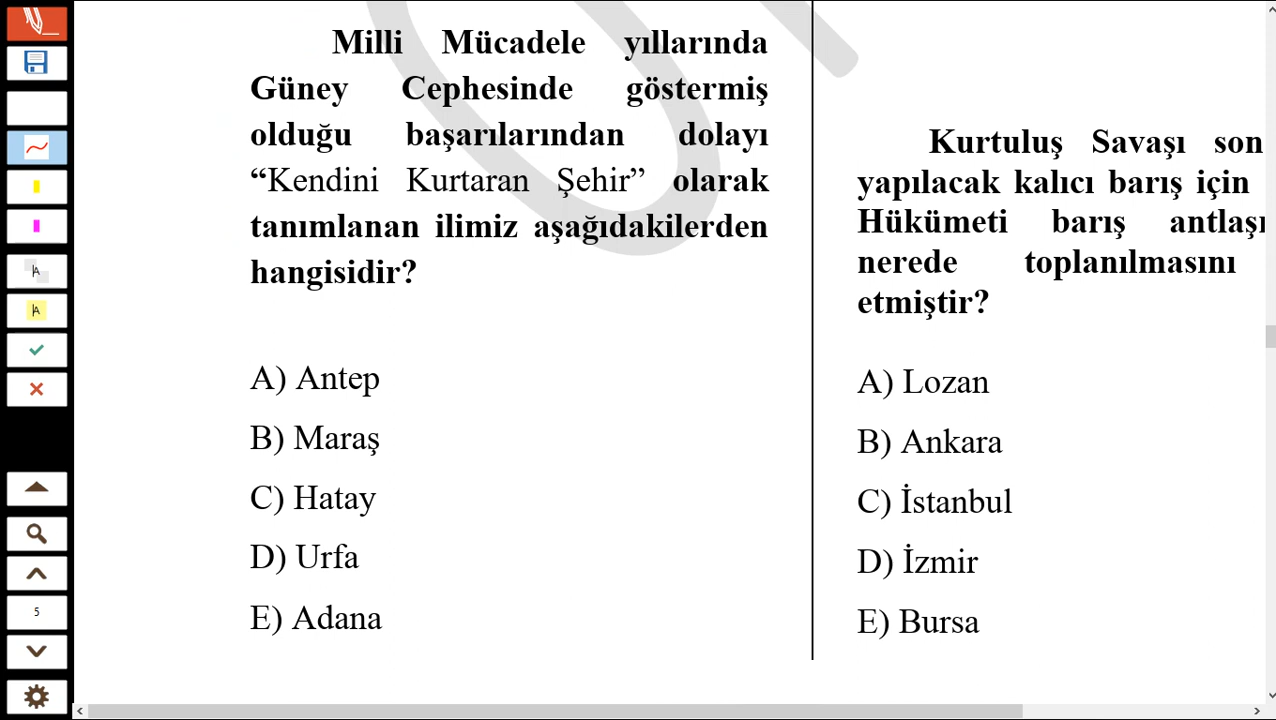 Milli Mücadele yıllarında
Güney Cephesinde göstermiş
olduğu başarılarından dolayı
“Kendini Kurtaran Şehir” olarak
tanımlanan ilimiz aşağıdakilerden
hangisidir?
A) Antep
B) Maraş
C) Hatay
D) Urfa
E) Adana
Kurtuluş Savaşı son
yapılacak kalıcı barış için
Hükümeti barış antlaşı
nerede toplanılmasını
etmiştir?
A) Lozan
B) Ankara
C) İstanbul
D) İzmir
E) Bursa
5